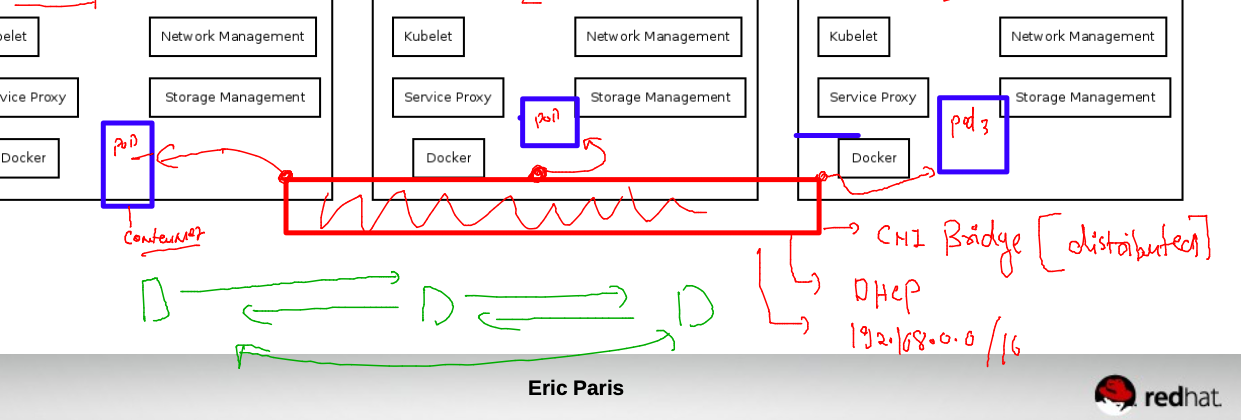 Kubelet
Network Management
Kubelet
Network Management
Kubelet
Network Management
vice Proxy
Storage Management
Service Proxy
Storage Management
Service Proxy
Storage Management
POD
POD
pod 3
Docker
Docker
Docker
Container
CNI Bridge [distributed]
D
D
D
DHCP
192.168.0.0/16
Eric Paris
redhat.